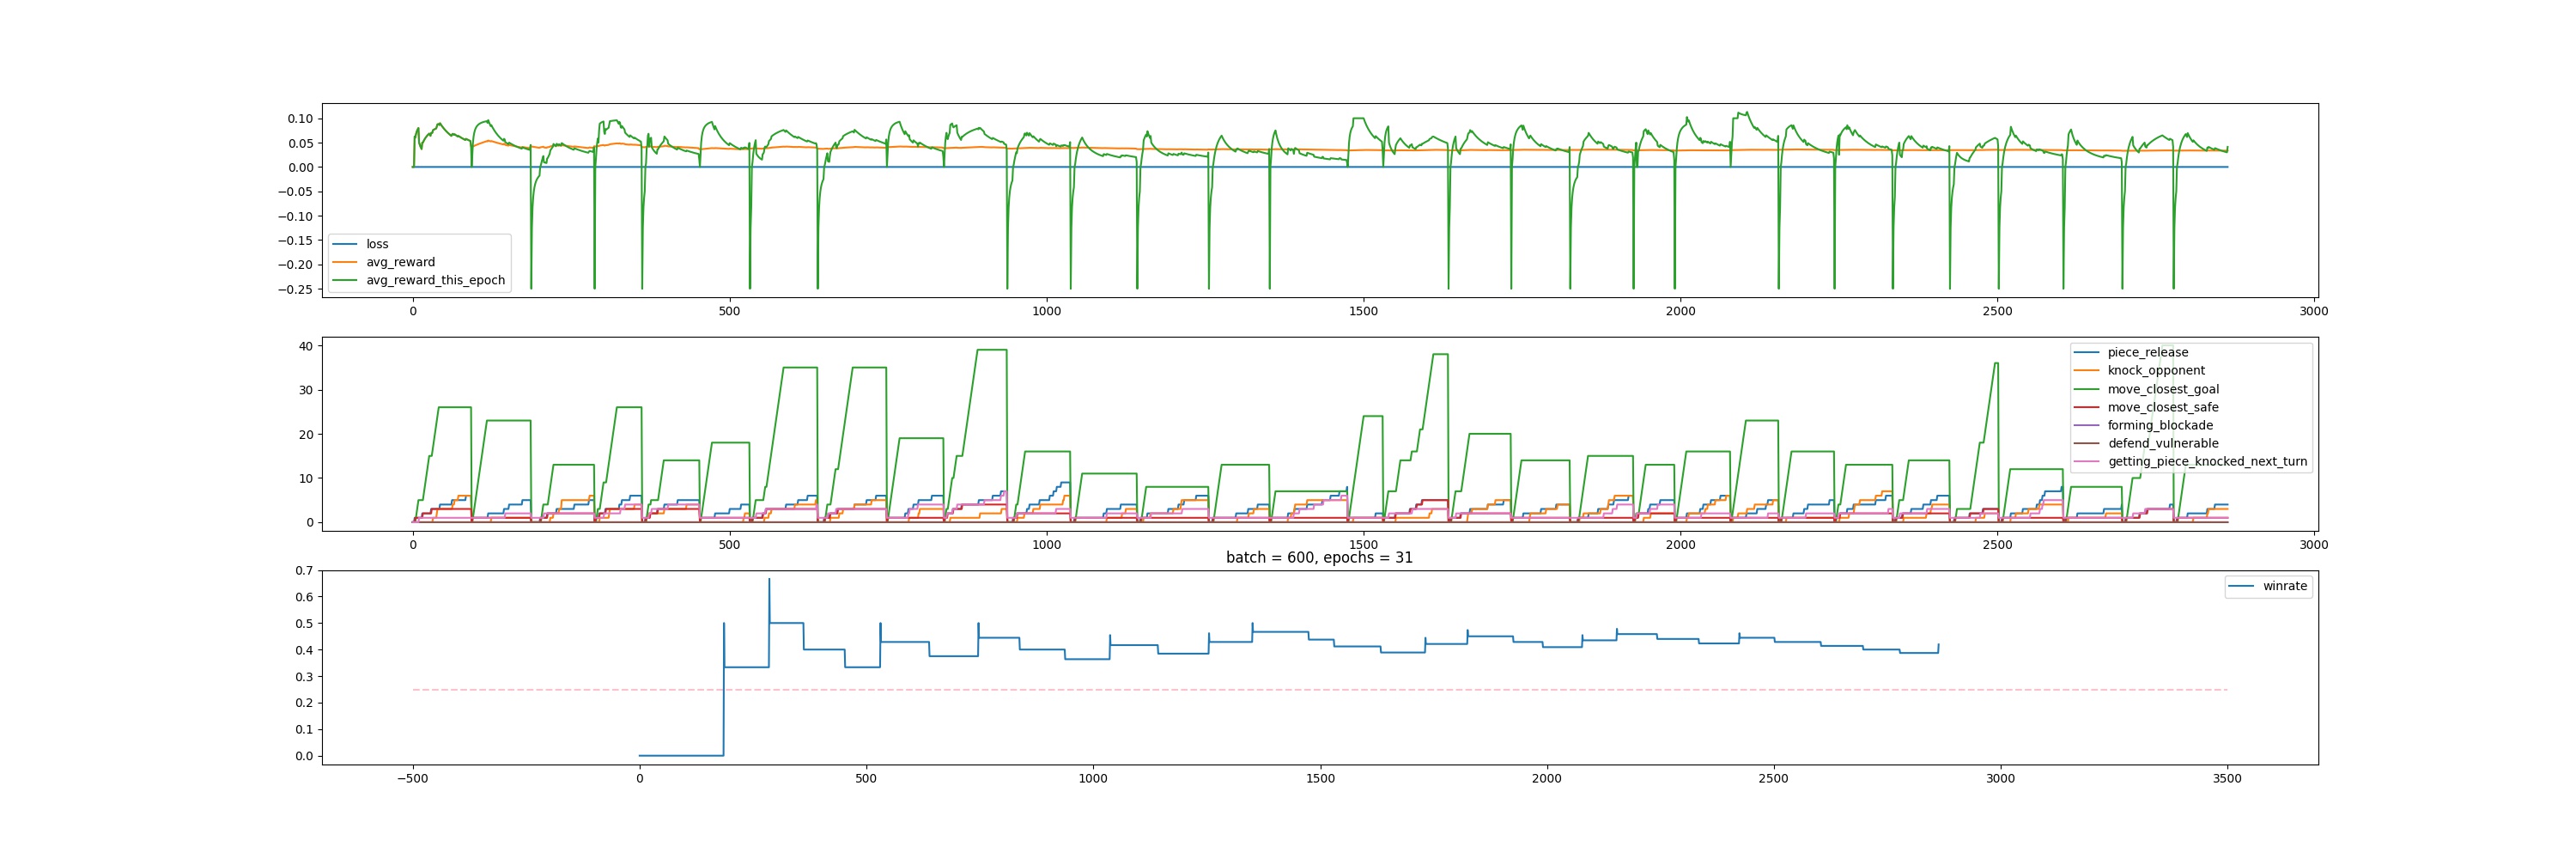 0.10
0.05
0.00
−0.05
−0.10
−0.15
−0.20
−0.25
loss
avg_reward
avg_reward_this_epoch
0 500 1000 1500 2000 2500 3000
40
30
20
10
0
piece_release
knock_opponent
move_closest_goal
move_closest_safe
forming_blockade
defend_vulnerable
getting_piece_knocked_next_turn
0 500 1000 1500 2000 2500 3000
batch = 600, epochs = 31
0.7
0.6
0.5
0.4
0.3
0.2
0.1
0.0
winrate
−500 0 500 1000 1500 2000 2500 3000 3500